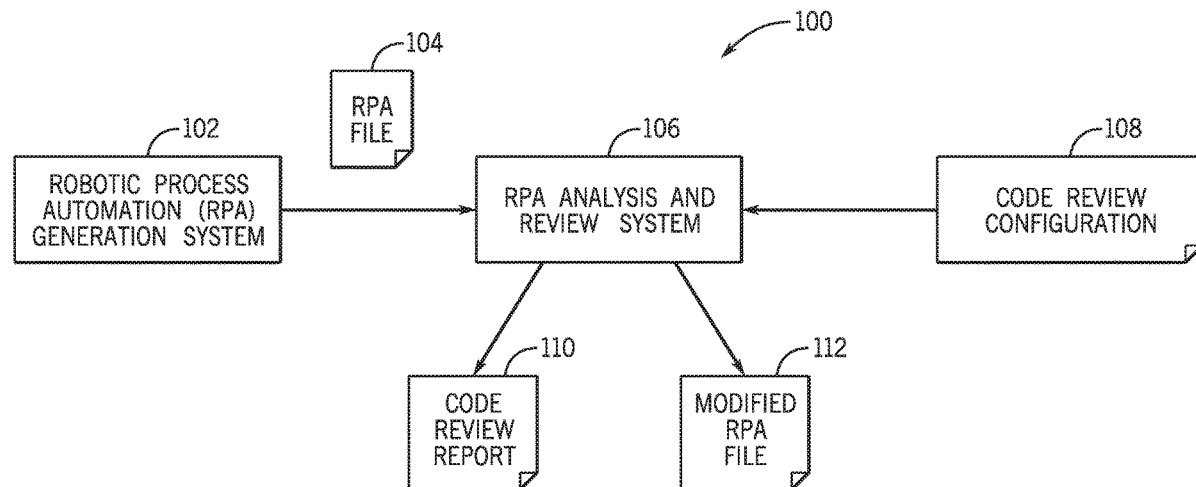 100
104
RPA
FILE
102
ROBOTIC PROCESS
AUTOMATION (RPA)
GENERATION SYSTEM
106
RPA ANALYSIS AND
REVIEW SYSTEM
108
CODE REVIEW
CONFIGURATION
110
CODE
REVIEW
REPORT
112
MODIFIED
RPA
FILE